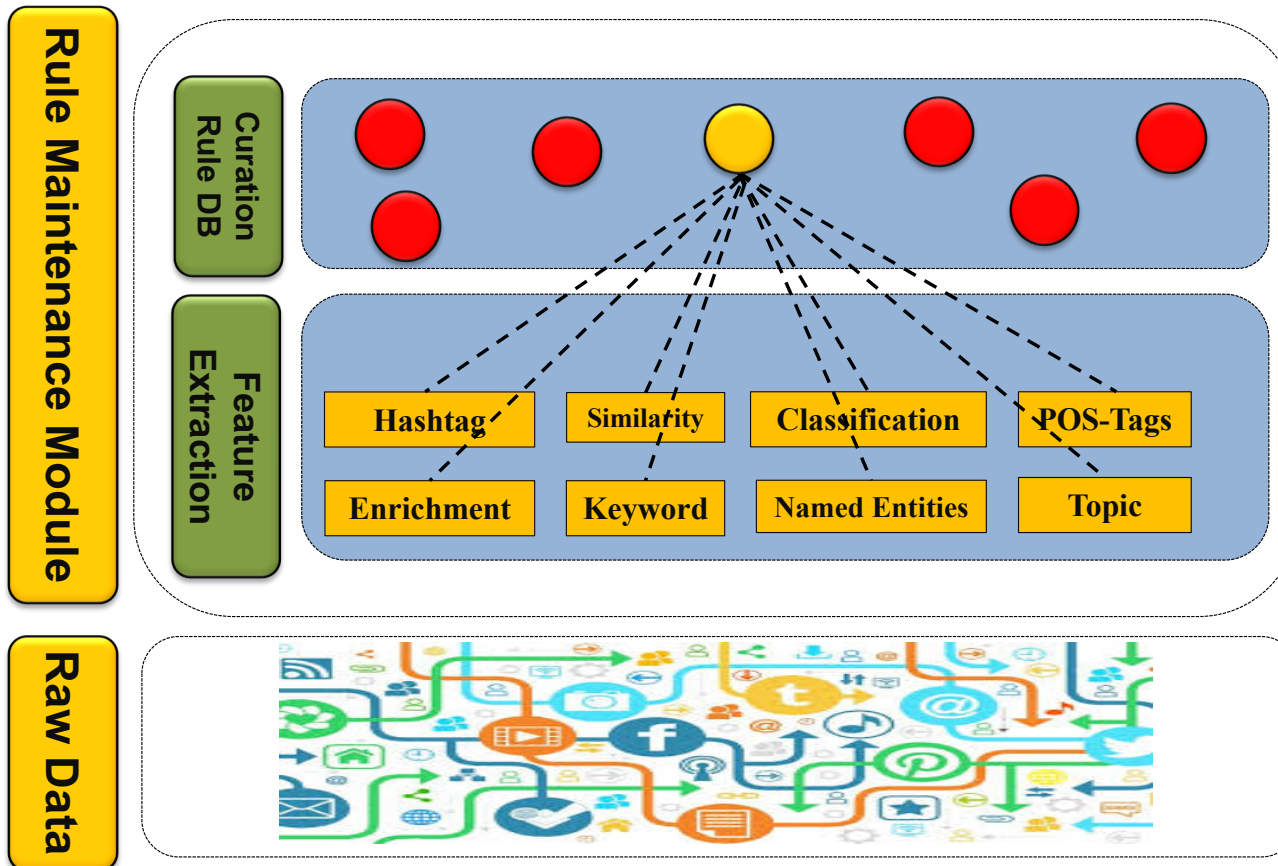 Rule Maintenance Module
Curation
Rule DB
Feature
Extraction
Hashtag
Similarity
Classification
POS-Tags
Enrichment
Keyword
Named Entities
Topic
Raw Data